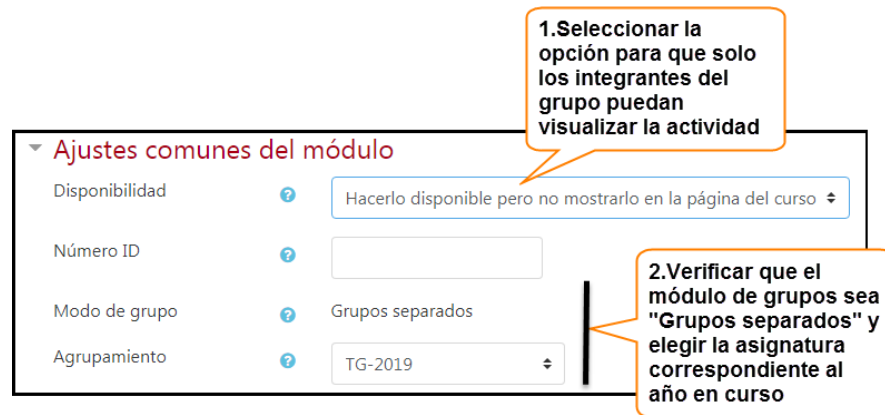 1.Seleccionar la
opción para que solo
los integrantes del
grupo puedan
visualizar la actividad
Ajustes comunes del módulo
Disponibilidad
Hacerlo disponible pero no mostrarlo en la página del curso
Número ID
Modo de grupo
Grupos separados
Agrupamiento
TG-2019
2.Verificar que el
módulo de grupos sea
"Grupos separados" y
elegir la asignatura
correspondiente al
año en curso